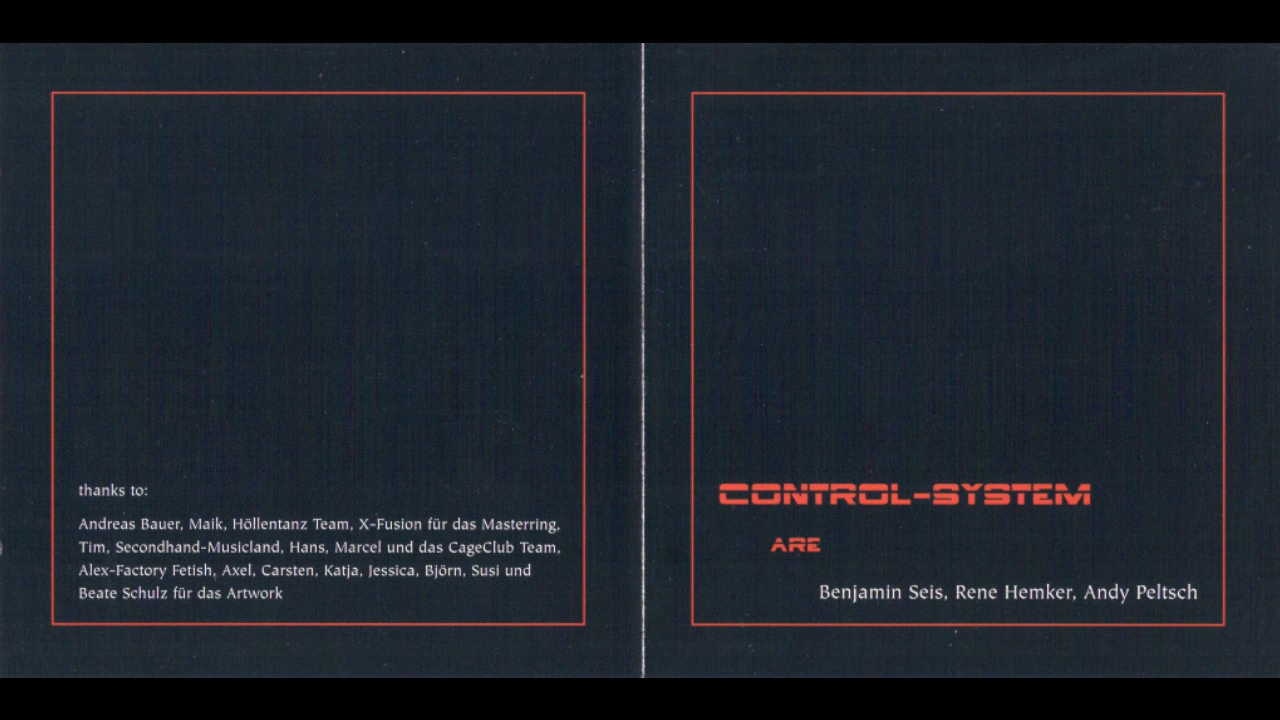 thanks to:
Andreas Bauer, Maik, Höllentanz Team, X-Fusion für das Masterring,
Tim, Secondhand-Musicland, Hans, Marcel und das CageClub Team,
Alex-Factory Fetish, Axel, Carsten, Katja, Jessica, Björn, Susi und
Beate Schulz für das Artwork
CONTROL-SYSTEM
ARE
Benjamin Seis, Rene Hemker, Andy Peltsch